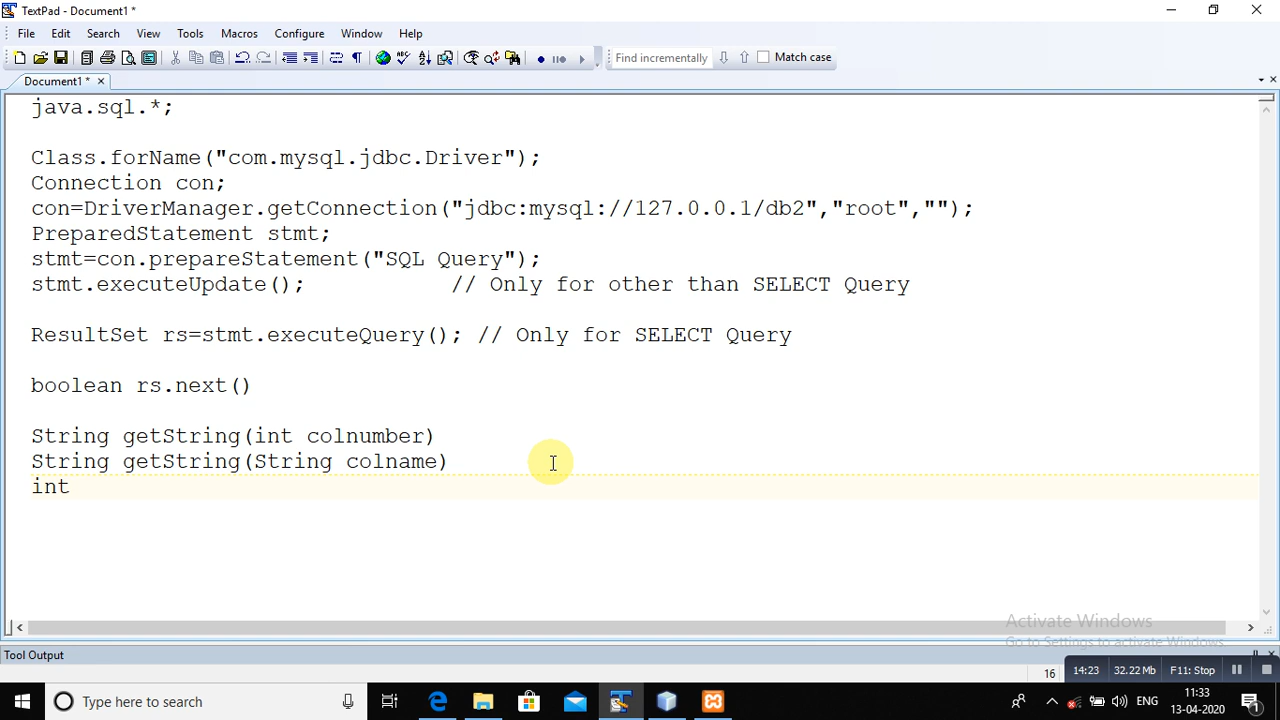 TextPad - Document1 *
File Edit Search View Tools Macros Configure Window Help
Find incrementally Match case
Document1 *
java.sql.*;
Class.forName("com.mysql.jdbc.Driver");
Connection con;
con=DriverManager.getConnection("jdbc:mysql://127.0.0.1/db2","root","");
PreparedStatement stmt;
stmt=con.prepareStatement("SQL Query");
stmt.executeUpdate(); // Only for other than SELECT Query
ResultSet rs=stmt.executeQuery(); // Only for SELECT Query
boolean rs.next()
String getString(int colnumber)
String getString(String colname)
int
Activate Windows
Go to Settings to activate Windows.
Tool Output
16 14:23 32.22 Mb F11: Stop
Type here to search
ENG
11:33
13-04-2020
1